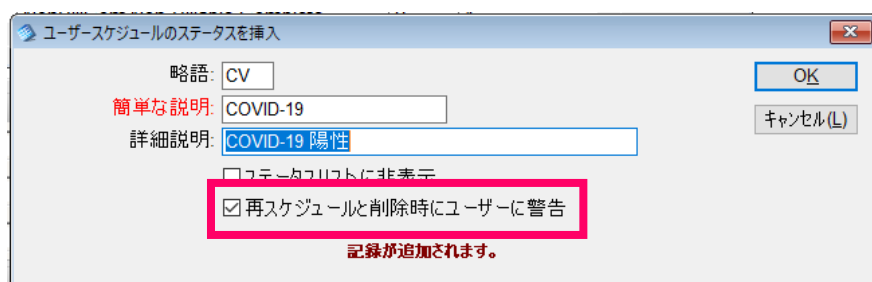 ユーザースケジュールのステータスを挿入
略語: CV
OK
簡単な説明: COVID-19
キャンセル(L)
詳細説明: COVID-19 陽性
ステータスリストに非表示
再スケジュールと削除時にユーザーに警告
記録が追加されます。